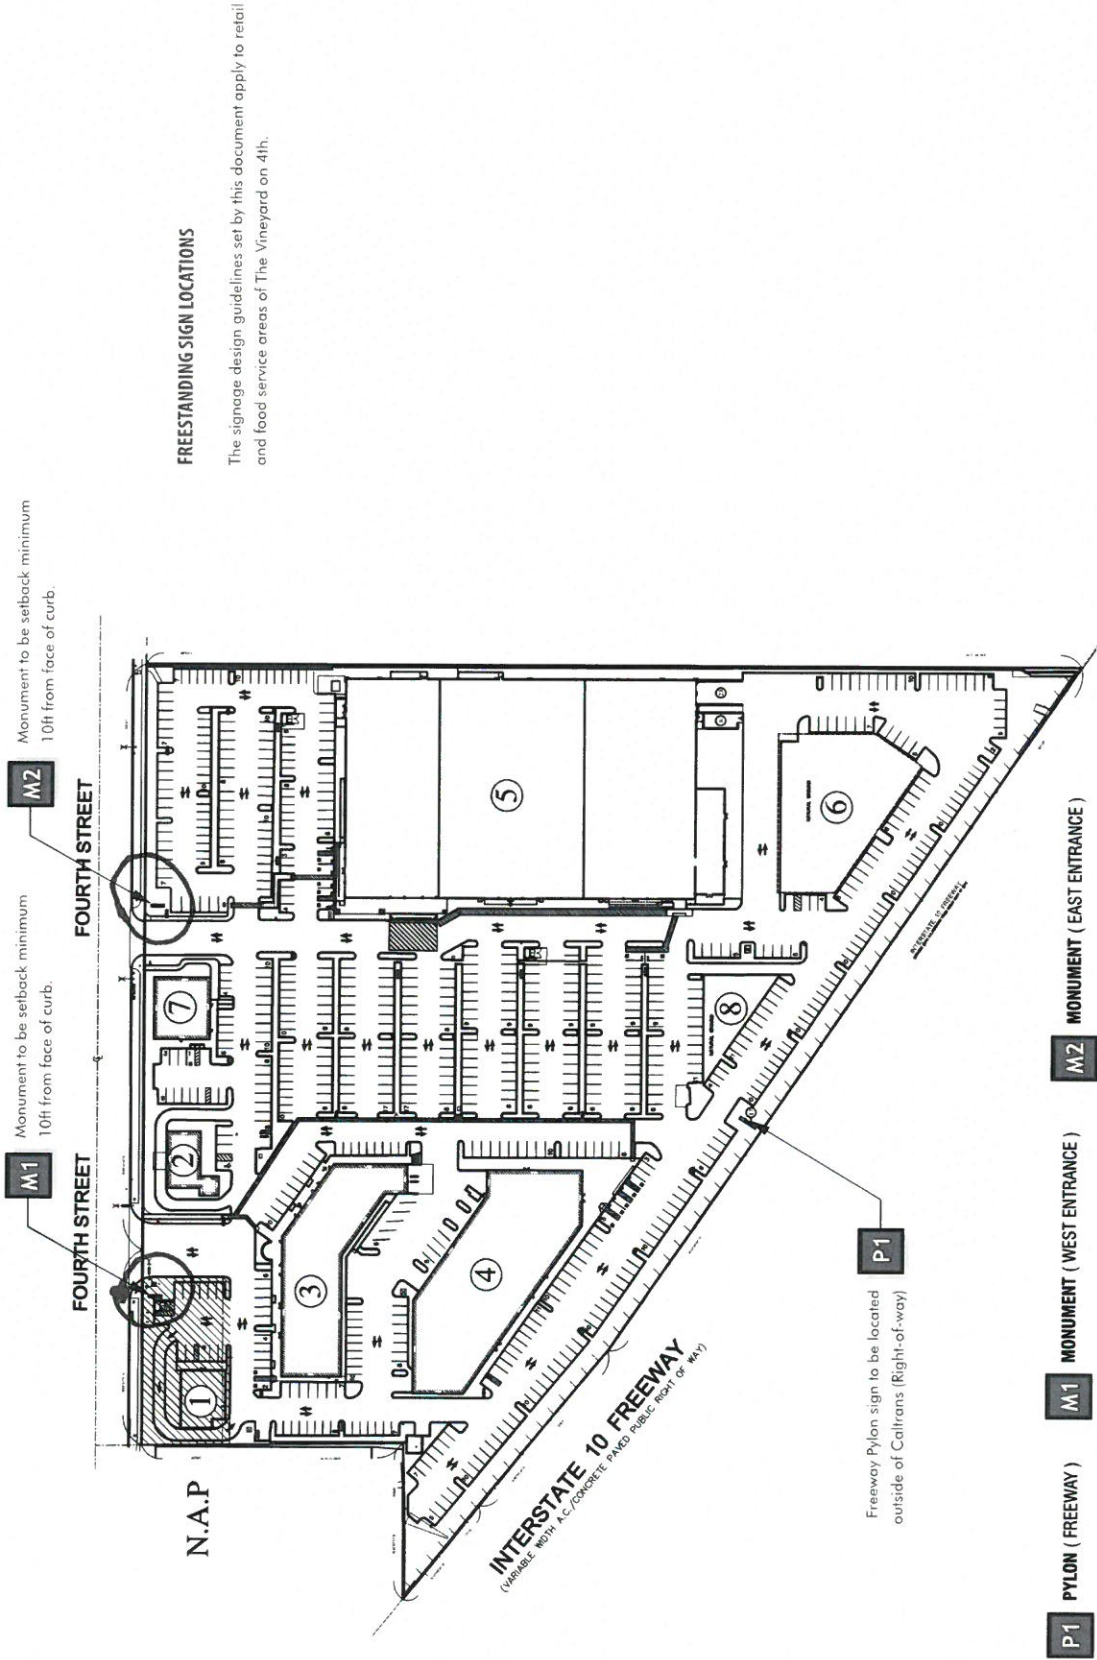 M1
Monument to be setback minimum
10ft from face of curb.
M2
Monument to be setback minimum
10ft from face of curb.
FREESTANDING SIGN LOCATIONS
The signage design guidelines set by this document apply to retail
and food service areas of The Vineyard on 4th.
FOURTH STREET
FOURTH STREET
N.A.P
1
2
7
3
4
5
8
6
INTERSTATE 10 FREEWAY
(VARIABLE WIDTH A.C./CONCRETE PAVED PUBLIC RIGHT OF WAY)
INTERSTATE 10 FREEWAY
P1
Freeway Pylon sign to be located
outside of Caltrans (Right-of-way)
P1 PYLON ( FREEWAY )
M1 MONUMENT ( WEST ENTRANCE )
M2 MONUMENT ( EAST ENTRANCE )